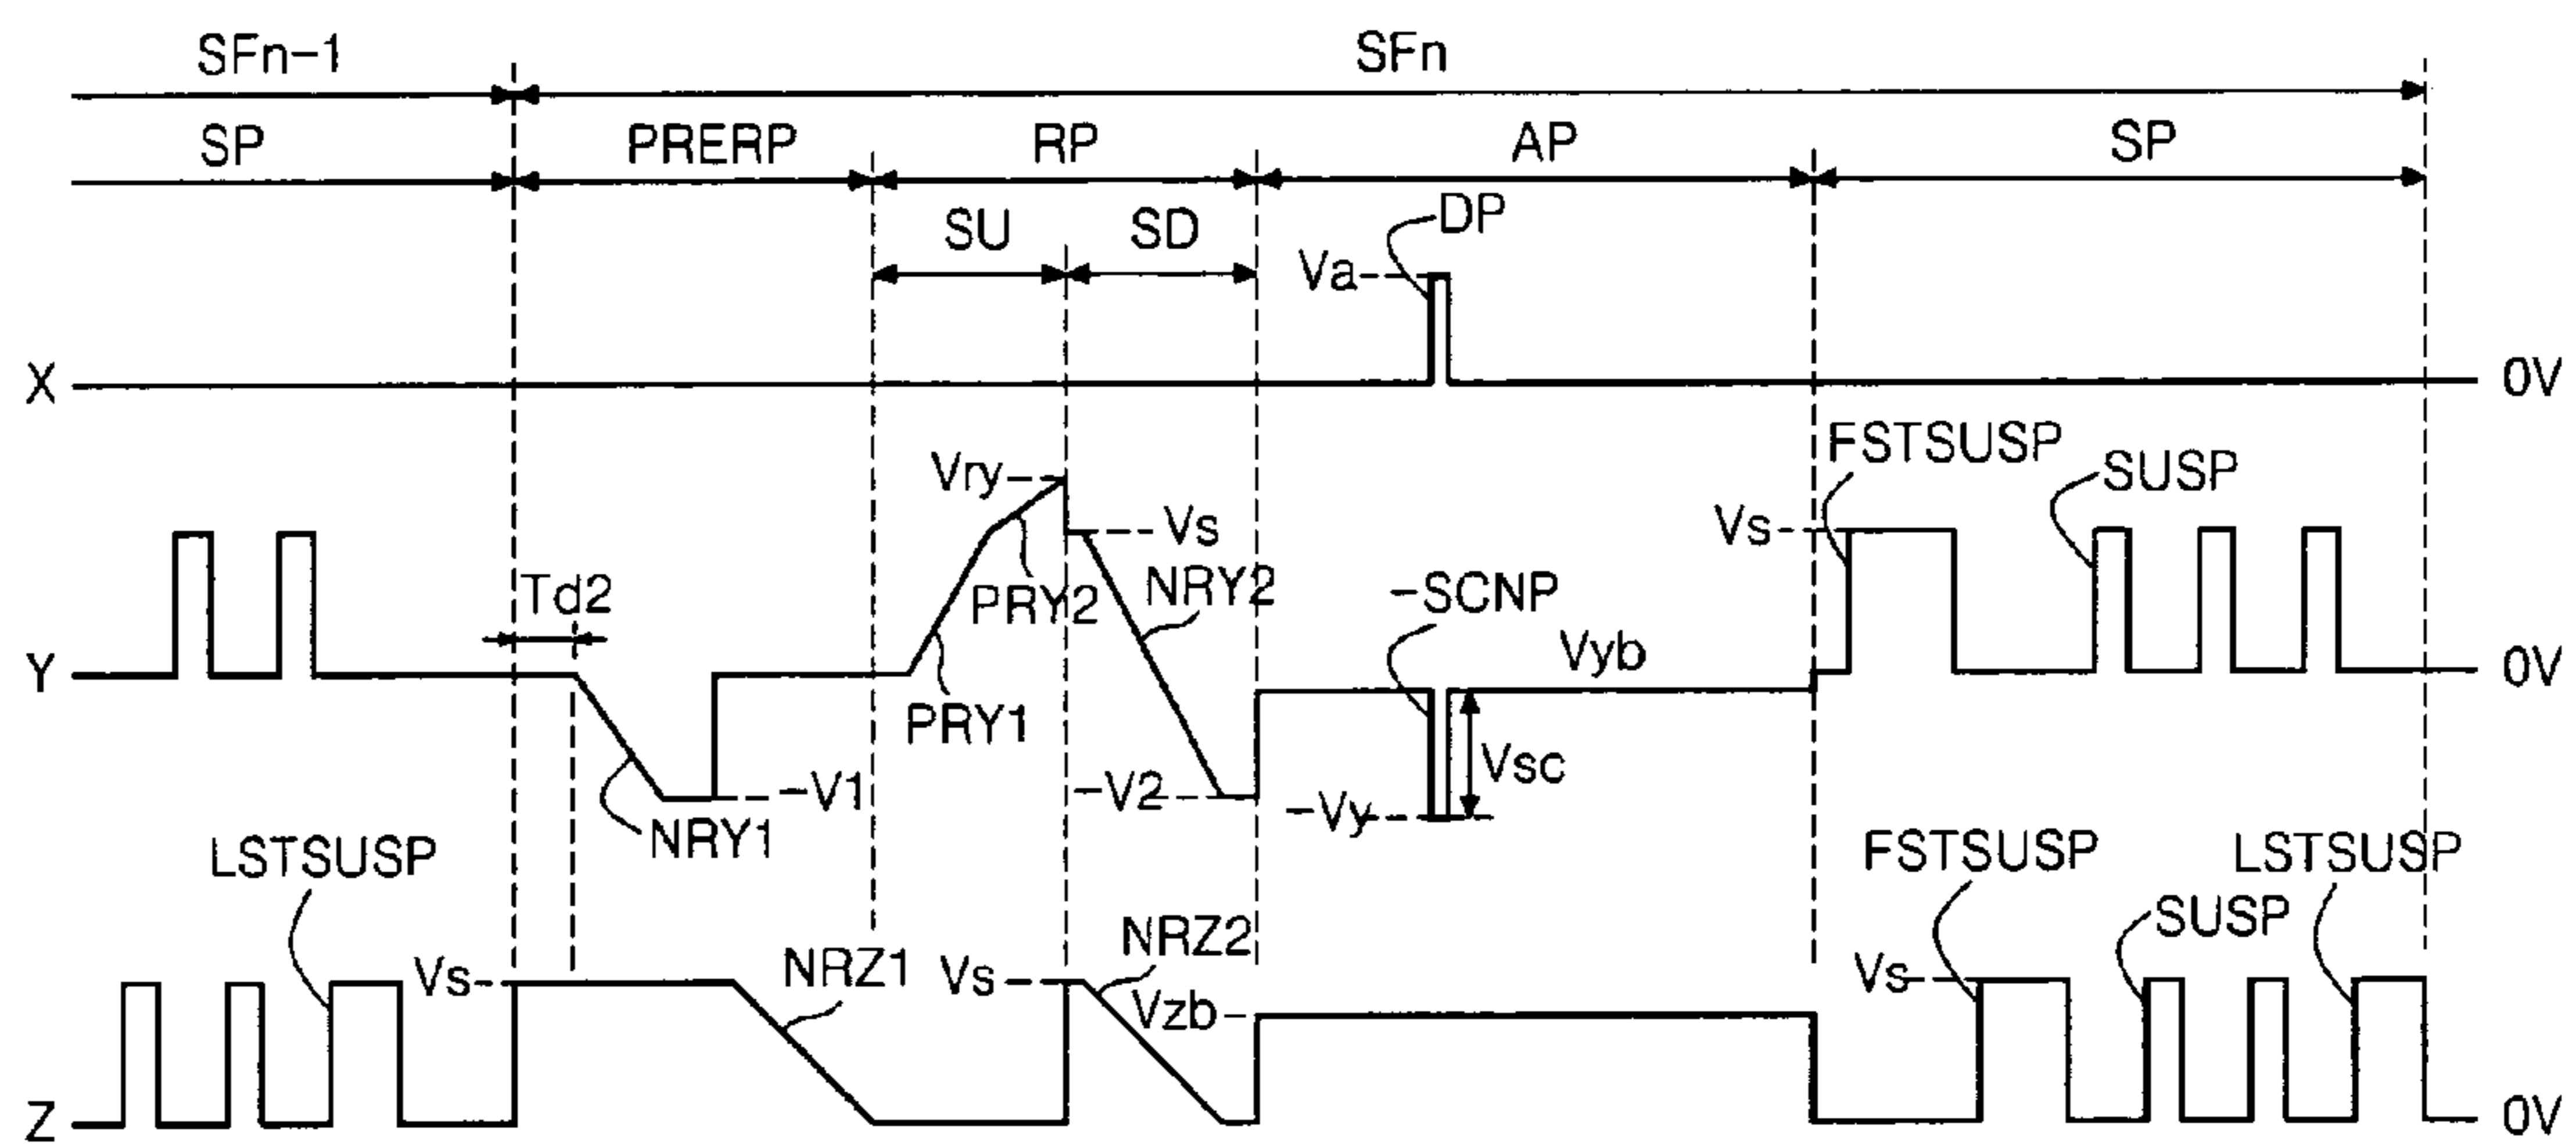 SFn-1 SFn
SP PRERP RP AP SP
SU SD DP
Va
X 0V
Vry FSTSUSP SUSP
Vs Vs
Td2 PRY2 NRY2 -SCNP
Y Vyb 0V
PRY1
-V1 -V2 -Vy Vsc
NRY1
LSTSUSP FSTSUSP LSTSUSP
NRZ2 SUSP
Vs NRZ1 Vs Vs
Vzb
Z 0V